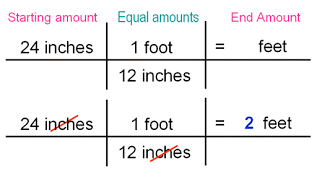 Starting amount Equal amounts End Amount
24 inches 1 foot = feet
12 inches
24 inches 1 foot = 2 feet
12 inches